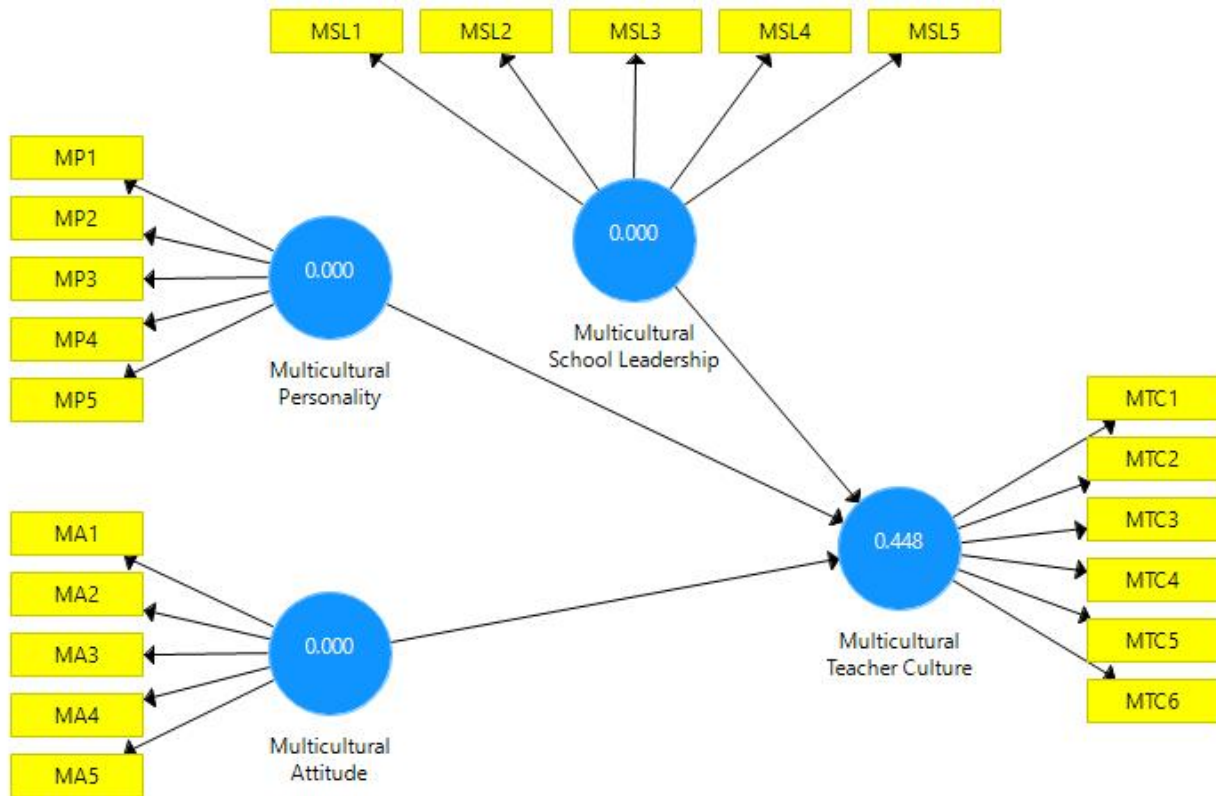 MSL1
MSL2
MSL3
MSL4
MSL5
MP1
MP2
MP3
MP4
MP5
0.000
Multicultural
Personality
0.000
Multicultural
School Leadership
MA1
MA2
MA3
MA4
MA5
0.000
Multicultural
Attitude
0.448
Multicultural
Teacher Culture
MTC1
MTC2
MTC3
MTC4
MTC5
MTC6